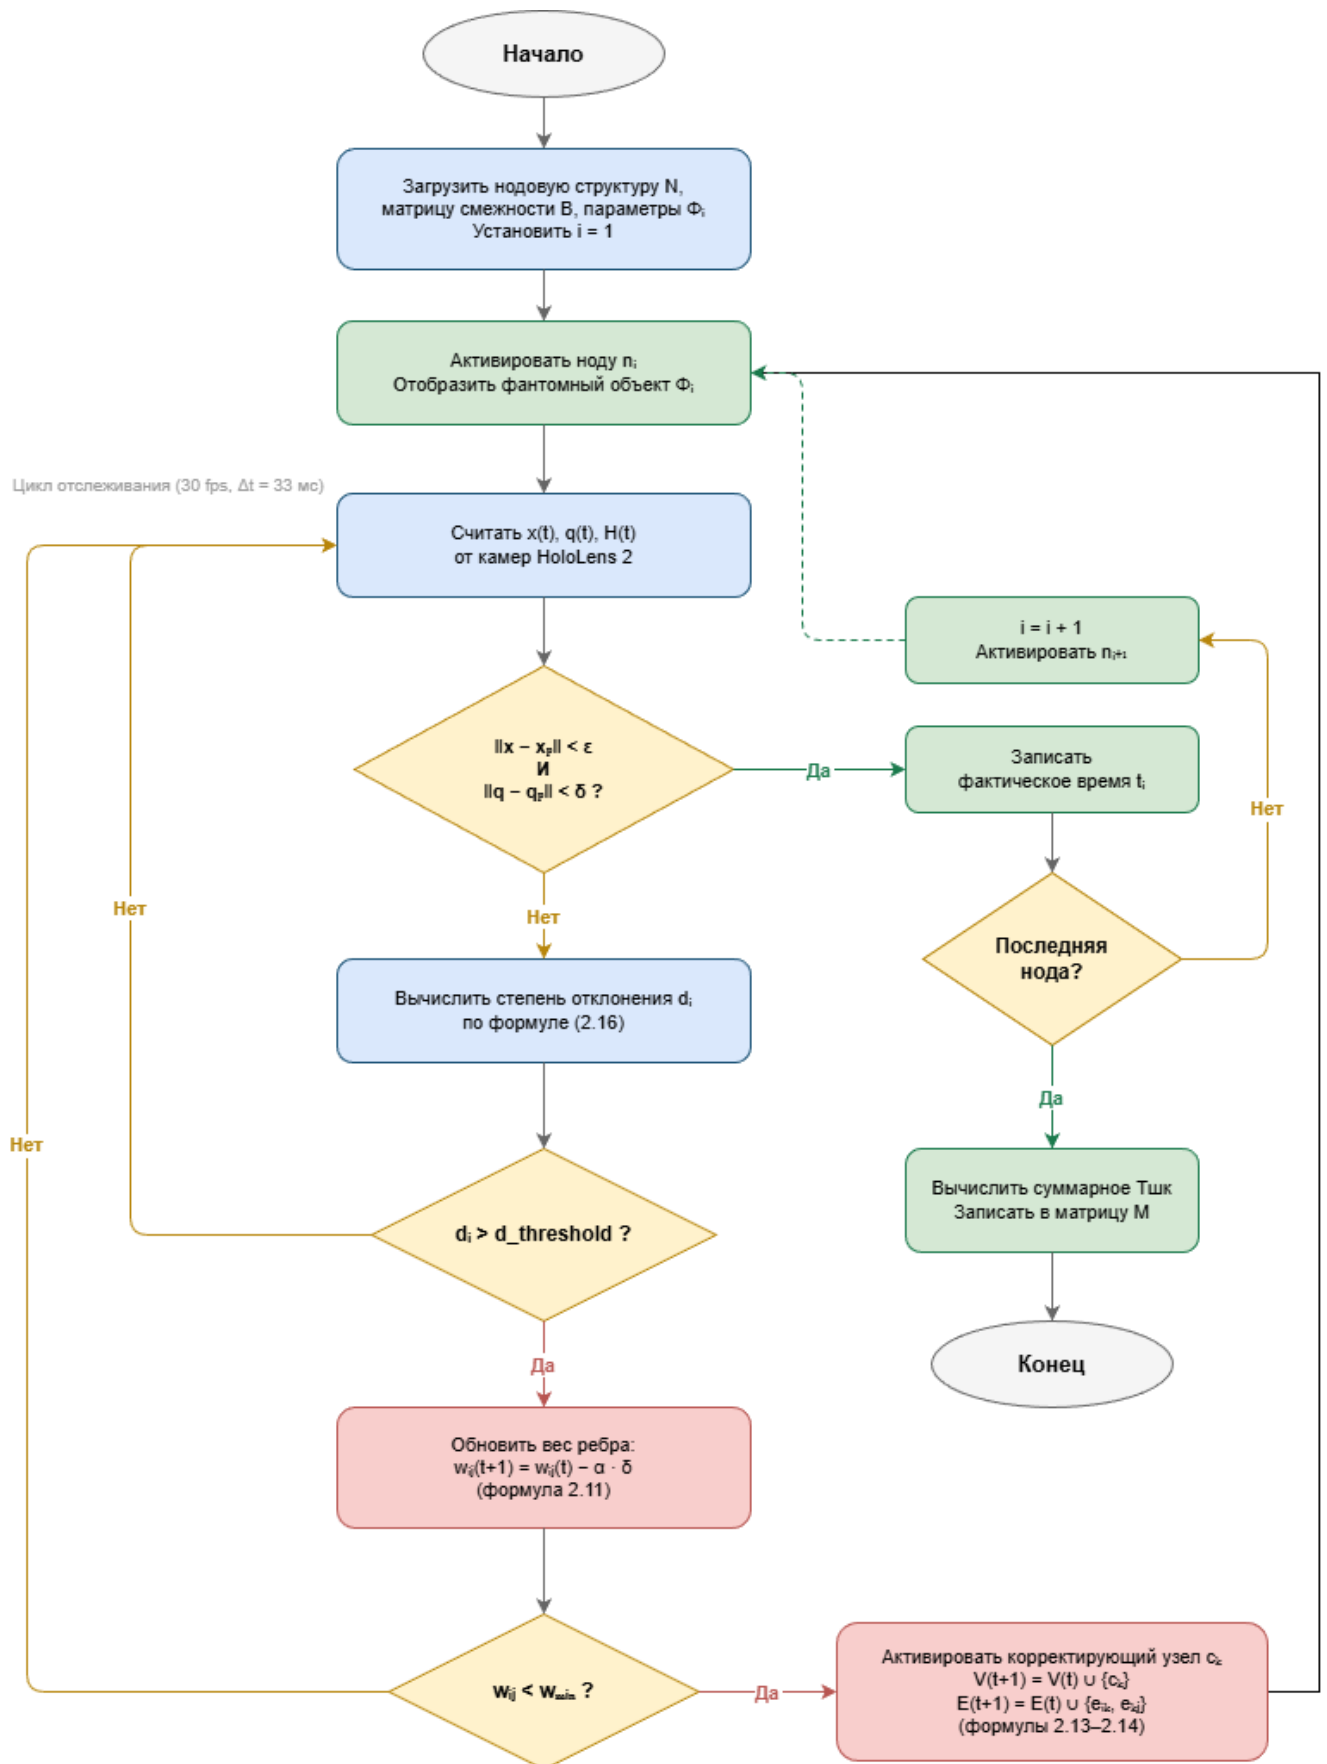 Начало
Загрузить нодовую структуру N,
матрицу смежности B, параметры Φᵢ
Установить i = 1
Активировать ноду nᵢ
Отобразить фантомный объект Φᵢ
Цикл отслеживания (30 fps, Δt = 33 мс)
Считать x(t), q(t), H(t)
от камер HoloLens 2
i = i + 1
Активировать nᵢ₊₁
‖x − xₚ‖ < ε
И
‖q − qₚ‖ < δ ?
Да
Записать
фактическое время tᵢ
Нет
Нет
Нет
Последняя
нода?
Вычислить степень отклонения dᵢ
по формуле (2.16)
Да
Нет
Вычислить суммарное Tшк
Записать в матрицу M
dᵢ > d_threshold ?
Да
Конец
Обновить вес ребра:
wᵢⱼ(t+1) = wᵢⱼ(t) − α · δ
(формула 2.11)
wᵢⱼ < wₘᵢₙ ?
Да
Активировать корректирующий узел cₖ
V(t+1) = V(t) ∪ {cₖ}
E(t+1) = E(t) ∪ {eᵢₖ, eₖⱼ}
(формулы 2.13–2.14)